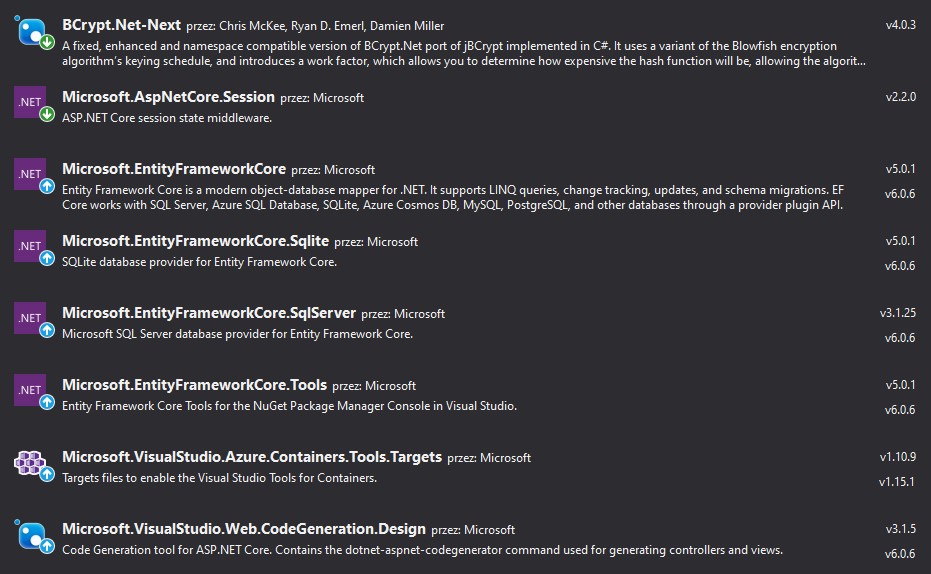 BCrypt.Net-Next przez: Chris McKee, Ryan D. Emerl, Damien Miller v4.0.3
A fixed, enhanced and namespace compatible version of BCrypt.Net port of jBCrypt implemented in C#. It uses a variant of the Blowfish encryption
algorithm's keying schedule, and introduces a work factor, which allows you to determine how expensive the hash function will be, allowing the algorit...
.NET Microsoft.AspNetCore.Session przez: Microsoft v2.2.0
ASP.NET Core session state middleware.
.NET Microsoft.EntityFrameworkCore przez: Microsoft v5.0.1
Entity Framework Core is a modern object-database mapper for .NET. It supports LINQ queries, change tracking, updates, and schema migrations. EF v6.0.6
Core works with SQL Server, Azure SQL Database, SQLite, Azure Cosmos DB, MySQL, PostgreSQL, and other databases through a provider plugin API.
.NET Microsoft.EntityFrameworkCore.Sqlite przez: Microsoft v5.0.1
SQLite database provider for Entity Framework Core. v6.0.6
.NET Microsoft.EntityFrameworkCore.SqlServer przez: Microsoft v3.1.25
Microsoft SQL Server database provider for Entity Framework Core. v6.0.6
.NET Microsoft.EntityFrameworkCore.Tools przez: Microsoft v5.0.1
Entity Framework Core Tools for the NuGet Package Manager Console in Visual Studio. v6.0.6
Microsoft.VisualStudio.Azure.Containers.Tools.Targets przez: Microsoft v1.10.9
Targets files to enable the Visual Studio Tools for Containers. v1.15.1
Microsoft.VisualStudio.Web.CodeGeneration.Design przez: Microsoft v3.1.5
Code Generation tool for ASP.NET Core. Contains the dotnet-aspnet-codegenerator command used for generating controllers and views. v6.0.6